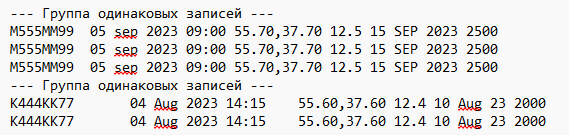 --- Группа одинаковых записей ---
M555MM99  05 sep 2023 09:00 55.70,37.70 12.5 15 SEP 2023 2500
M555MM99  05 sep 2023 09:00 55.70,37.70 12.5 15 SEP 2023 2500
M555MM99  05 sep 2023 09:00 55.70,37.70 12.5 15 SEP 2023 2500
--- Группа одинаковых записей ---
K444KK77       04 Aug 2023 14:15    55.60,37.60 12.4 10 Aug 23 2000
K444KK77       04 Aug 2023 14:15    55.60,37.60 12.4 10 Aug 23 2000